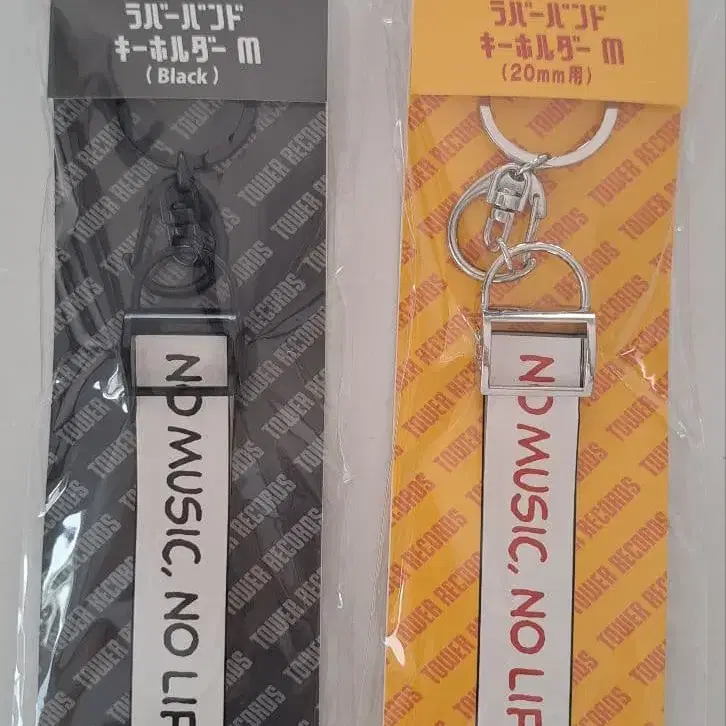 ラバーバンド
キーホルダー M
(Black)
TOWER RECORDS
NO MUSIC, NO LIF
ラバーバンド
キーホルダー M
(20mm用)
TOWER RECORDS
NO MUSIC, NO LIF